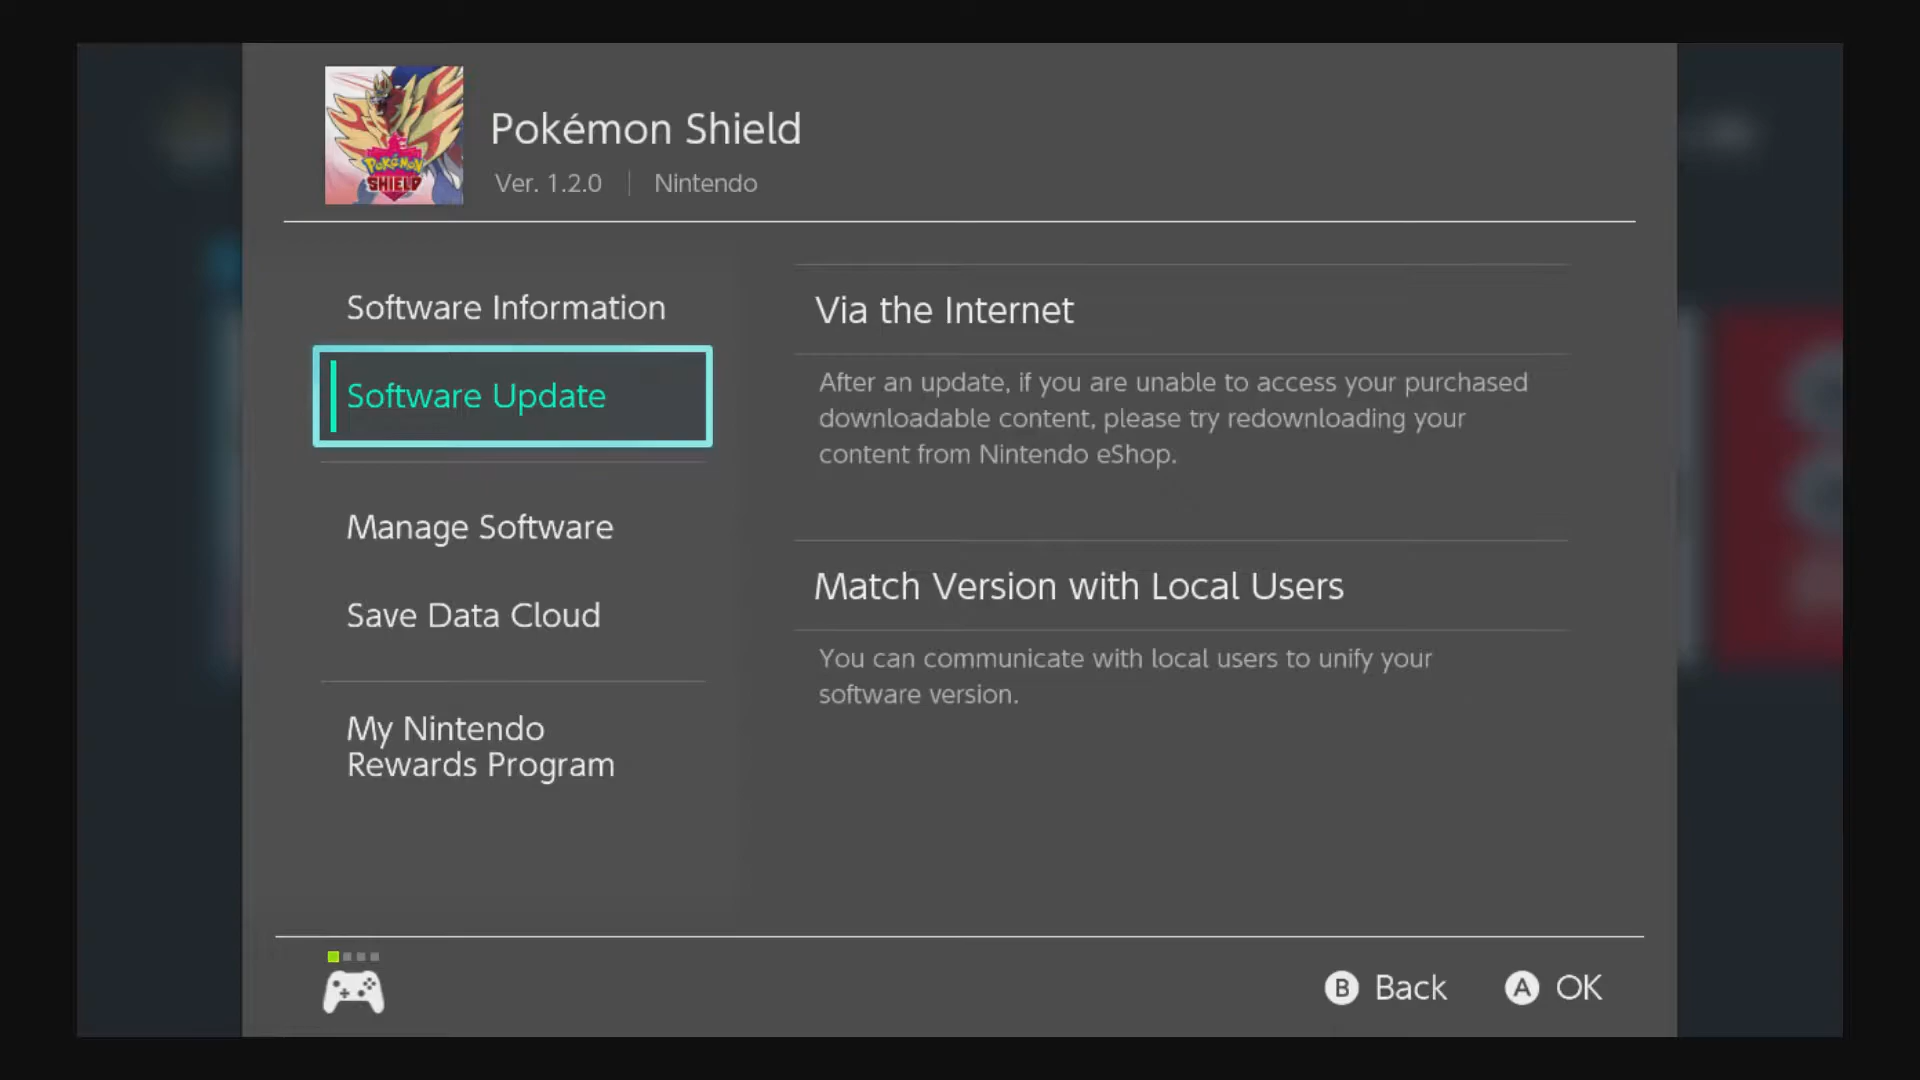 POKÉMON
SHIELD
Pokémon Shield
Ver. 1.2.0 | Nintendo
Software Information
Software Update
Manage Software
Save Data Cloud
My Nintendo
Rewards Program
Via the Internet
After an update, if you are unable to access your purchased
downloadable content, please try redownloading your
content from Nintendo eShop.
Match Version with Local Users
You can communicate with local users to unify your
software version.
B Back
A OK